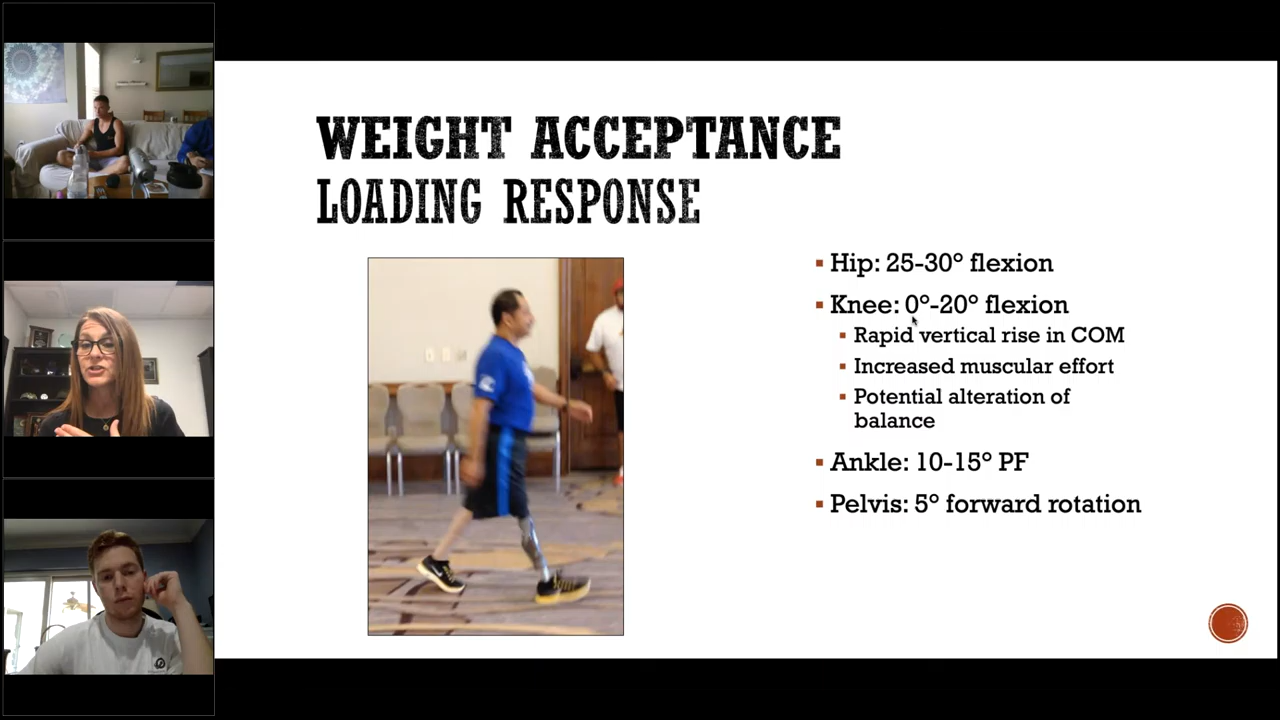 WEIGHT ACCEPTANCE
LOADING RESPONSE
Hip: 25-30° flexion
Knee: 0°-20° flexion
Rapid vertical rise in COM
Increased muscular effort
Potential alteration of
balance
Ankle: 10-15° PF
Pelvis: 5° forward rotation